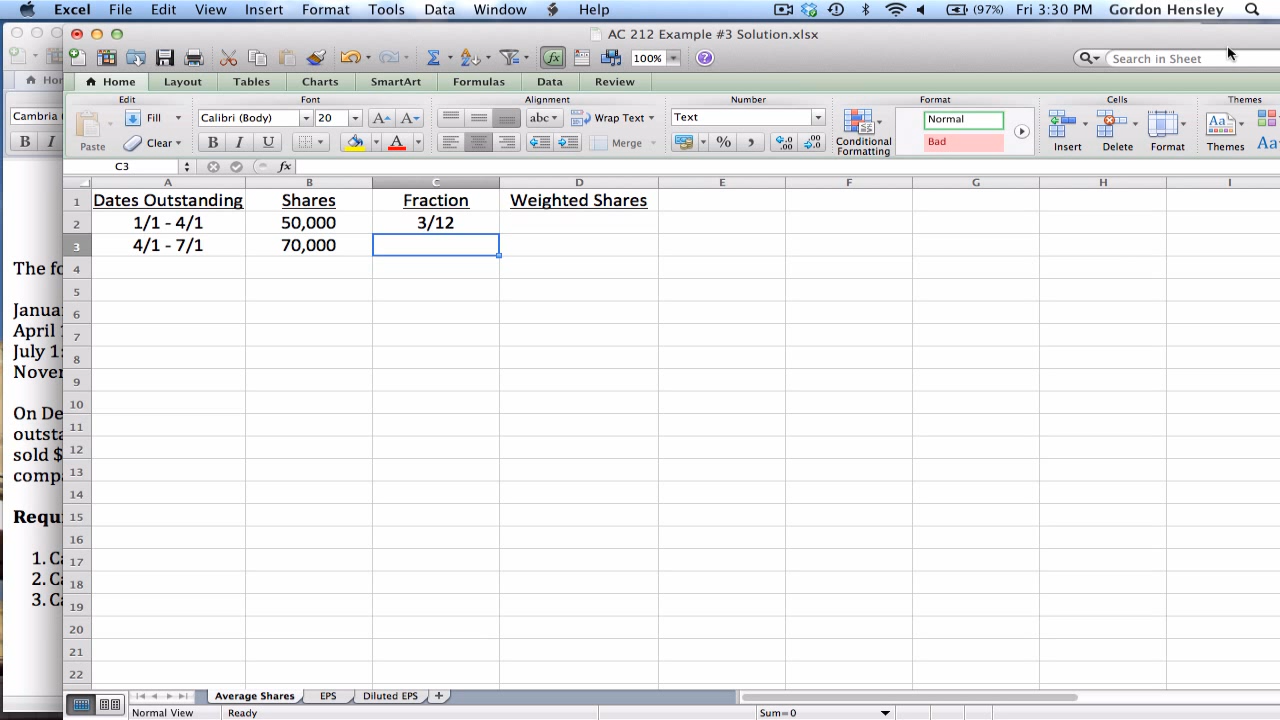 Excel File Edit View Insert Format Tools Data Window Help (97%) Fri 3:30 PM Gordon Hensley
AC 212 Example #3 Solution.xlsx
100% Search in Sheet
Home Layout Tables Charts SmartArt Formulas Data Review
Edit Font Alignment Number Format Cells Themes
Cambria
Paste Fill Calibri (Body) 20 A A abc Wrap Text Text Conditional Formatting Normal Insert Delete Format Themes Aa
B I Clear B I U A Merge % Bad
C3 fx
A B C D E F G H I
1 Dates Outstanding Shares Fraction Weighted Shares
2 1/1 - 4/1 50,000 3/12
3 4/1 - 7/1 70,000
4
5
6
7
8
9
10
11
12
13
14
15
16
17
18
19
20
21
22
The
April
July 1
On
sold $
1.
2.
3.
Average Shares EPS Diluted EPS
Normal View Ready Sum=0